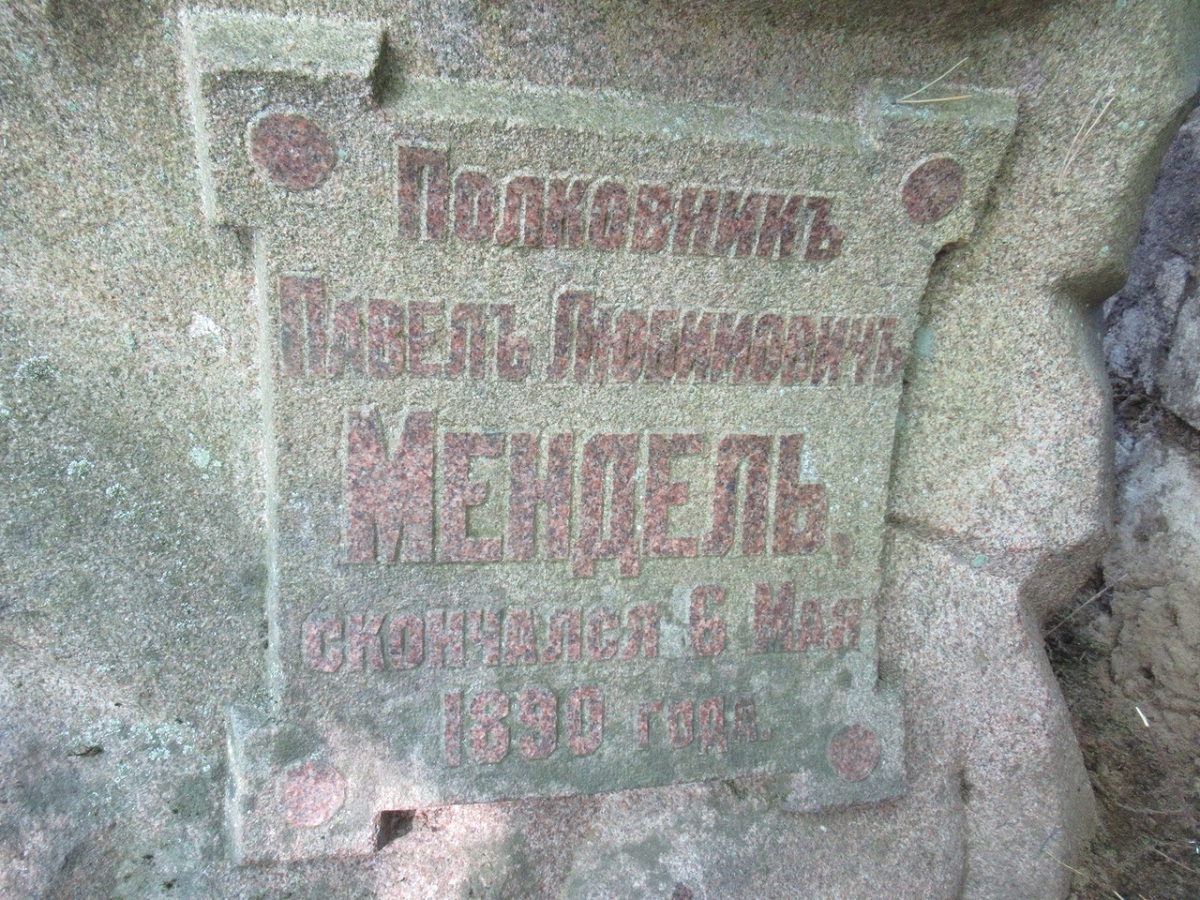 Полковникъ
Павелъ Любимовичъ
Мендель,
скончался 6 Мая
1890 года.